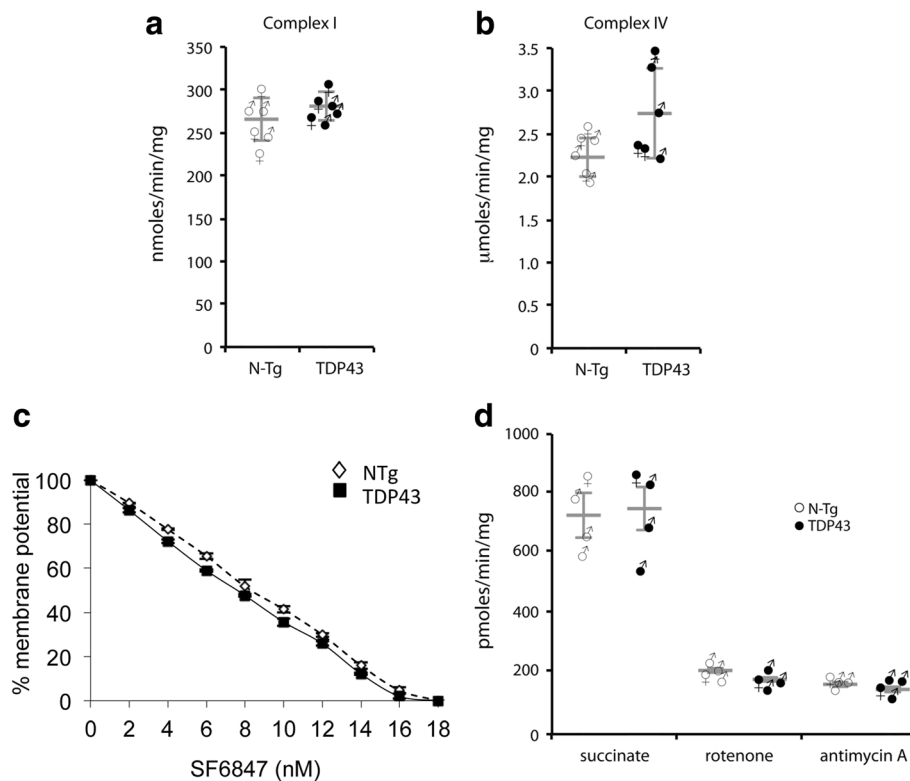 a
Complex I
350
300
250
200
150
100
50
0
nmoles/min/mg
N-Tg TDP43
b
Complex IV
3.5
3.0
2.5
2.0
1.5
1.0
0.5
0.0
µmoles/min/mg
N-Tg TDP43
c
100
80
60
40
20
0
% membrane potential
NTg
TDP43
0 2 4 6 8 10 12 14 16 18
SF6847 (nM)
d
1000
800
600
400
200
0
pmoles/min/mg
N-Tg
TDP43
succinate rotenone antimycin A